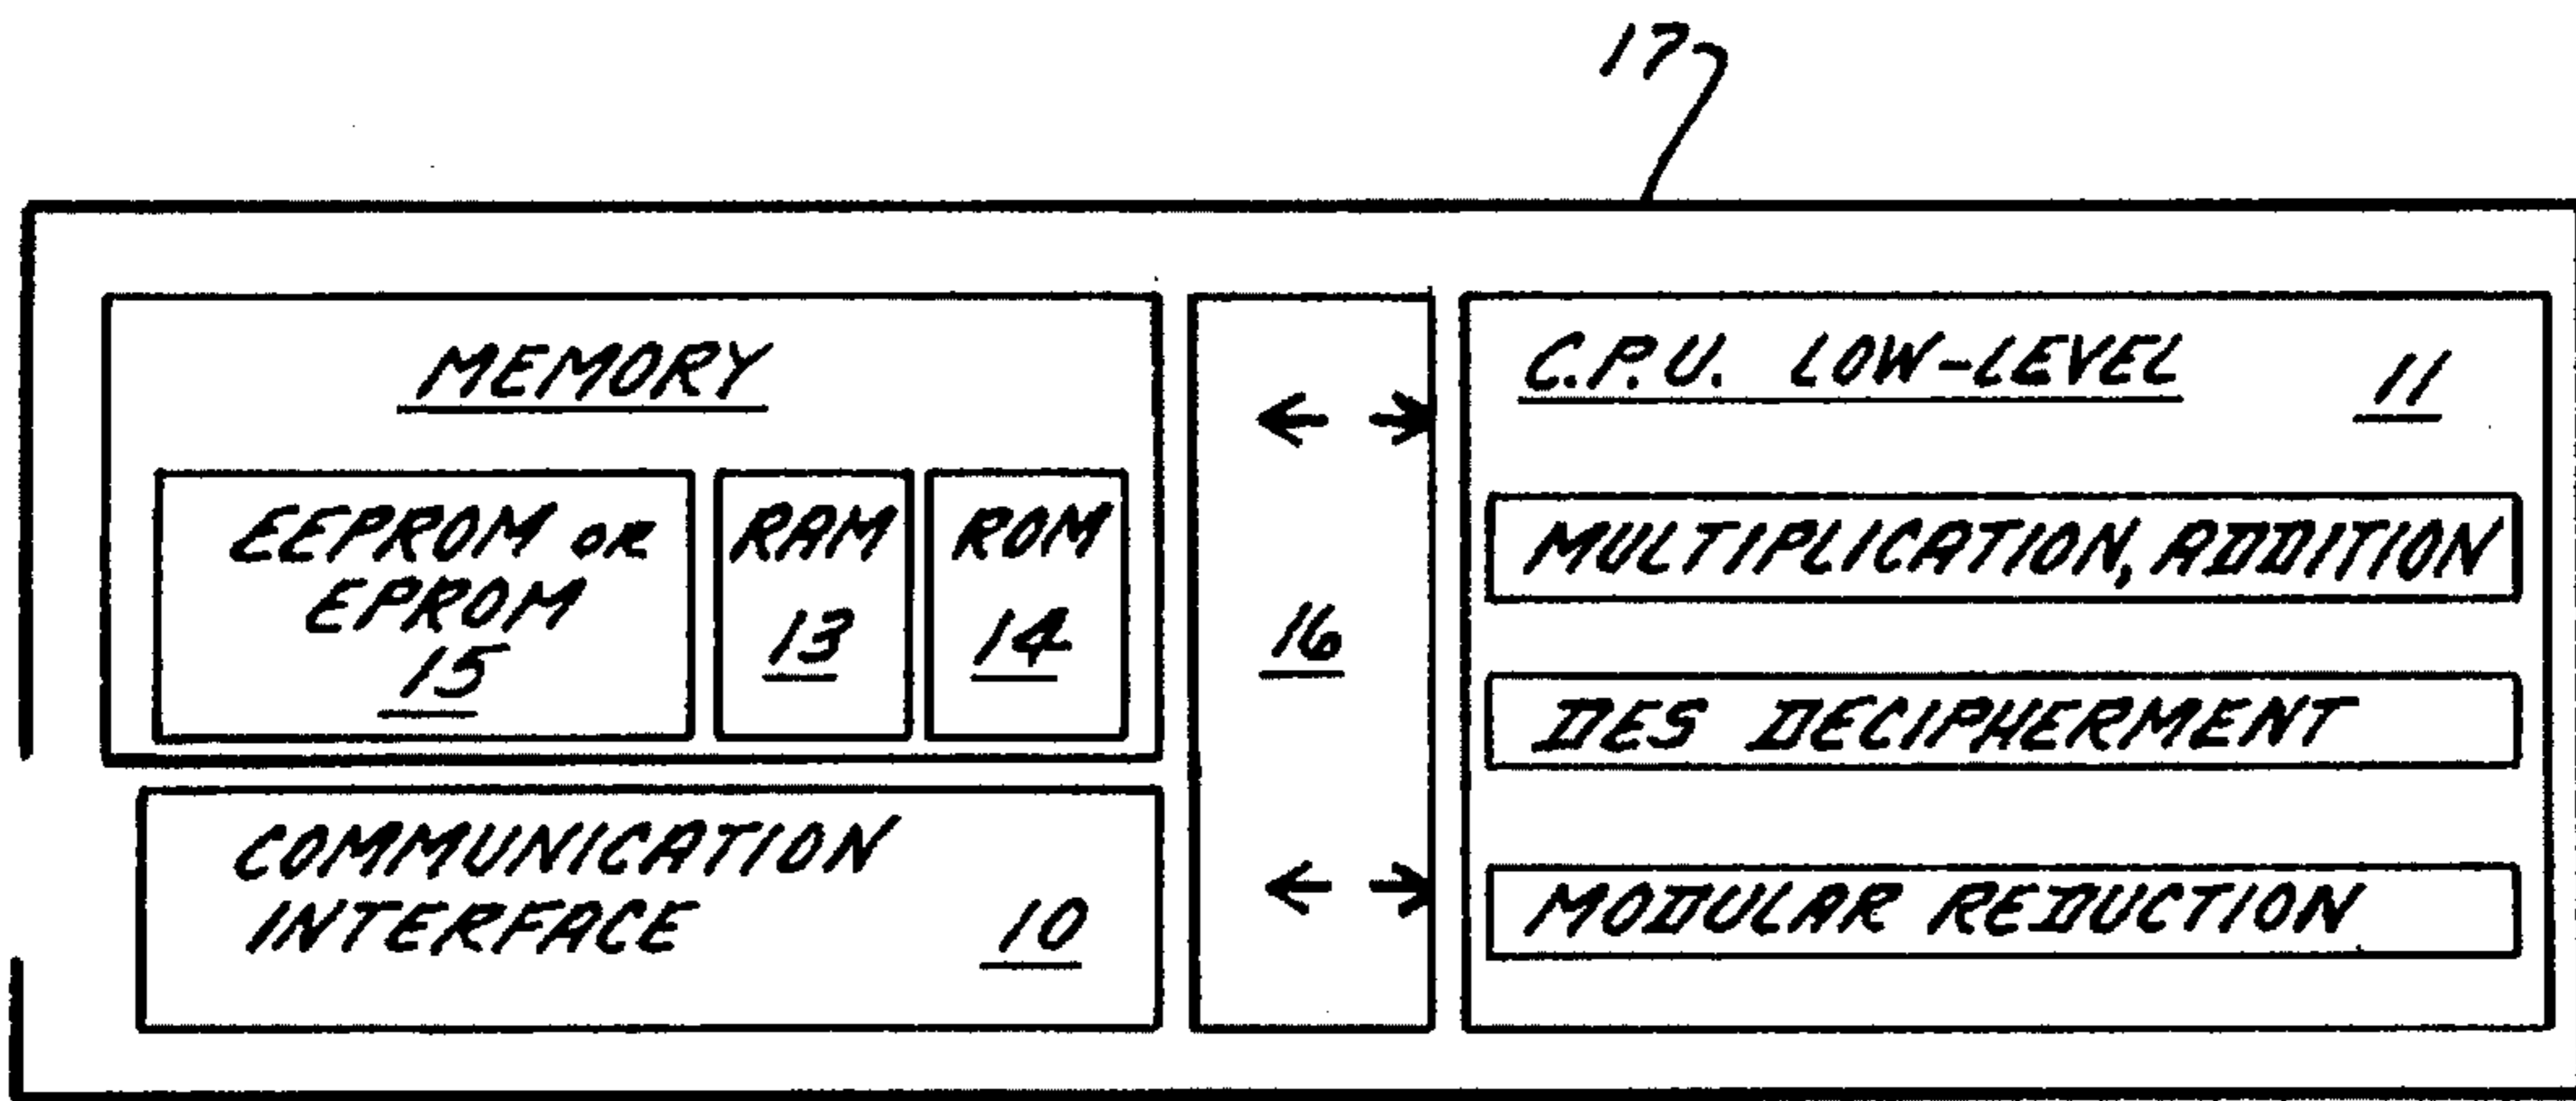 17
MEMORY
EEPROM OR
EPROM
15
RAM
13
ROM
14
16
C.P.U. LOW-LEVEL
11
MULTIPLICATION, ADDITION
DES DECIPHERMENT
MODULAR REDUCTION
COMMUNICATION
INTERFACE
10